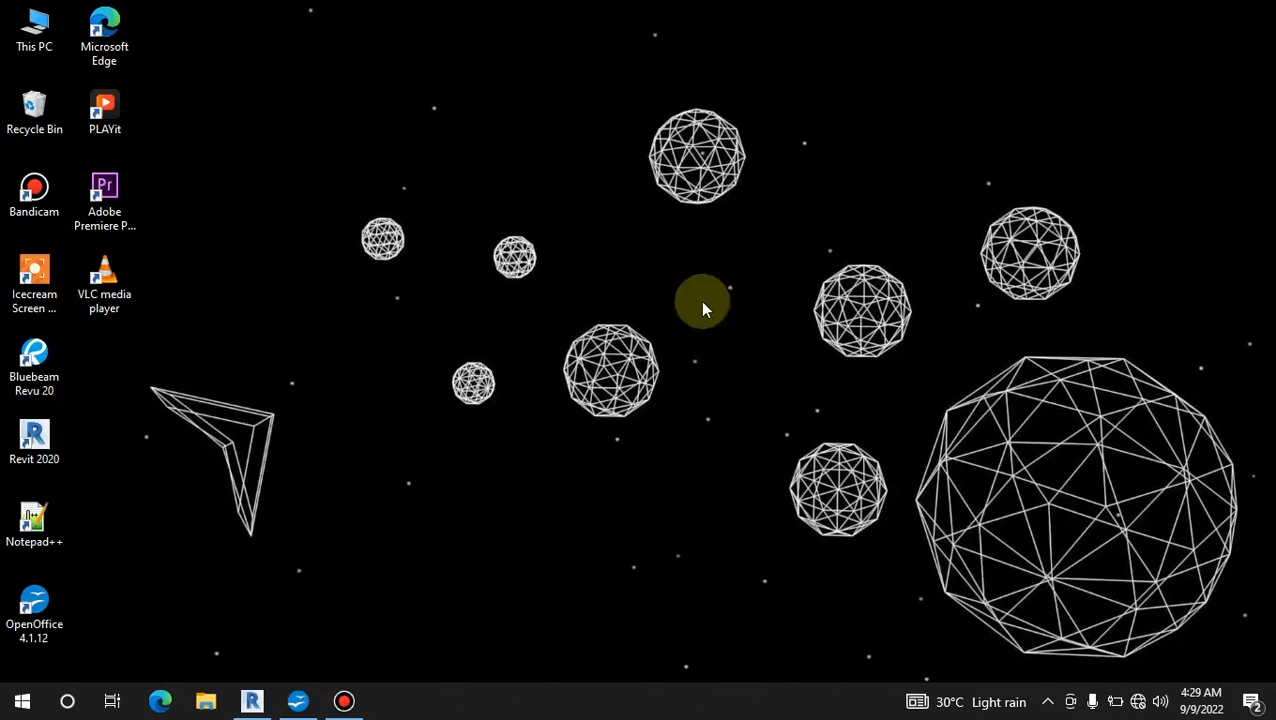 This PC
Microsoft
Edge
Recycle Bin
PLAYit
Bandicam
Adobe
Premiere P...
Icecream
Screen ...
VLC media
player
Bluebeam
Revu 20
Revit 2020
Notepad++
OpenOffice
4.1.12
30°C Light rain
4:29 AM
9/9/2022
2